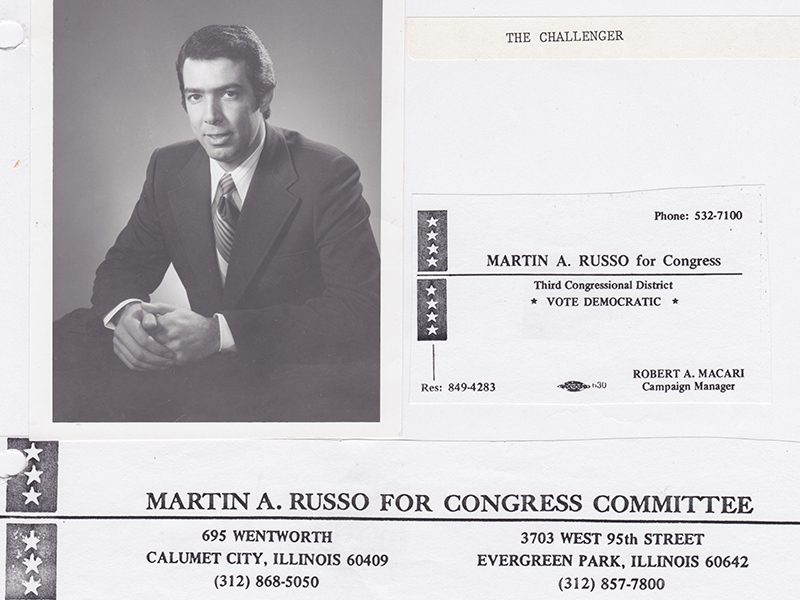 THE CHALLENGER
Phone: 532-7100
MARTIN A. RUSSO for Congress
Third Congressional District
* VOTE DEMOCRATIC *
ROBERT A. MACARI
Res: 849-4283
630
Campaign Manager
MARTIN A. RUSSO FOR CONGRESS COMMITTEE
695 WENTWORTH
CALUMET CITY, ILLINOIS 60409
(312) 868-5050
3703 WEST 95th STREET
EVERGREEN PARK, ILLINOIS 60642
(312) 857-7800